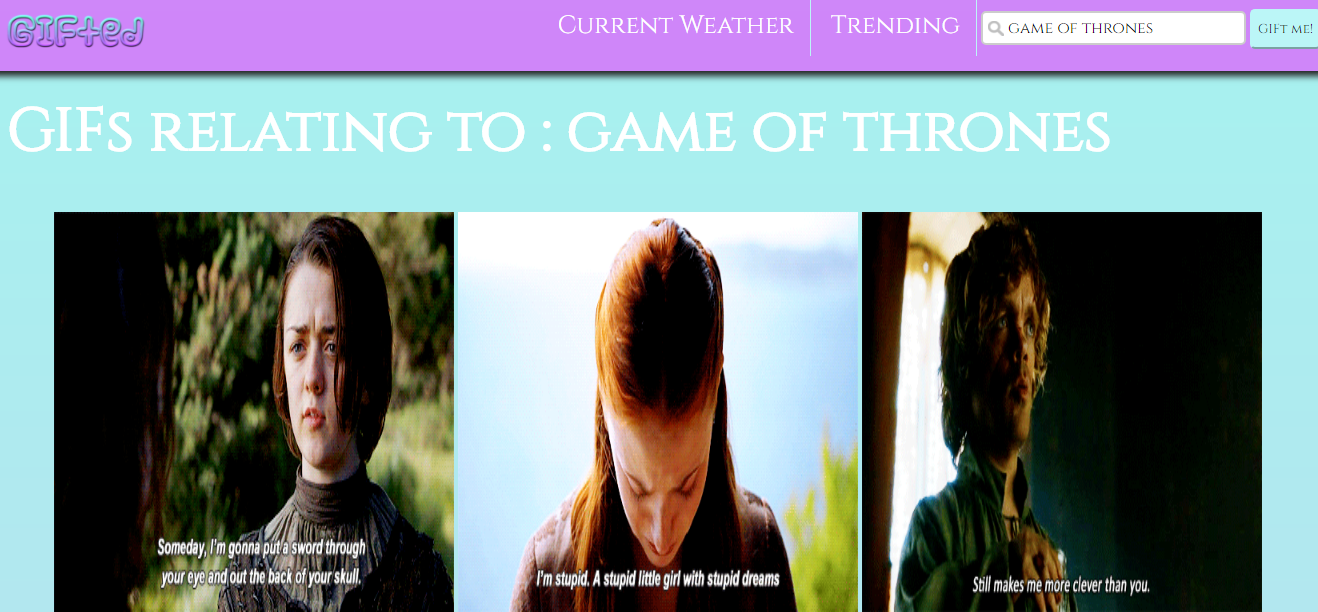 GIFted
Current Weather
Trending
game of thrones
GIFt me!
GIFs relating to : game of thrones
Someday, I'm gonna put a sword through
your eye and out the back of your skull.
I'm stupid. A stupid little girl with stupid dreams
Still makes me more clever than you.